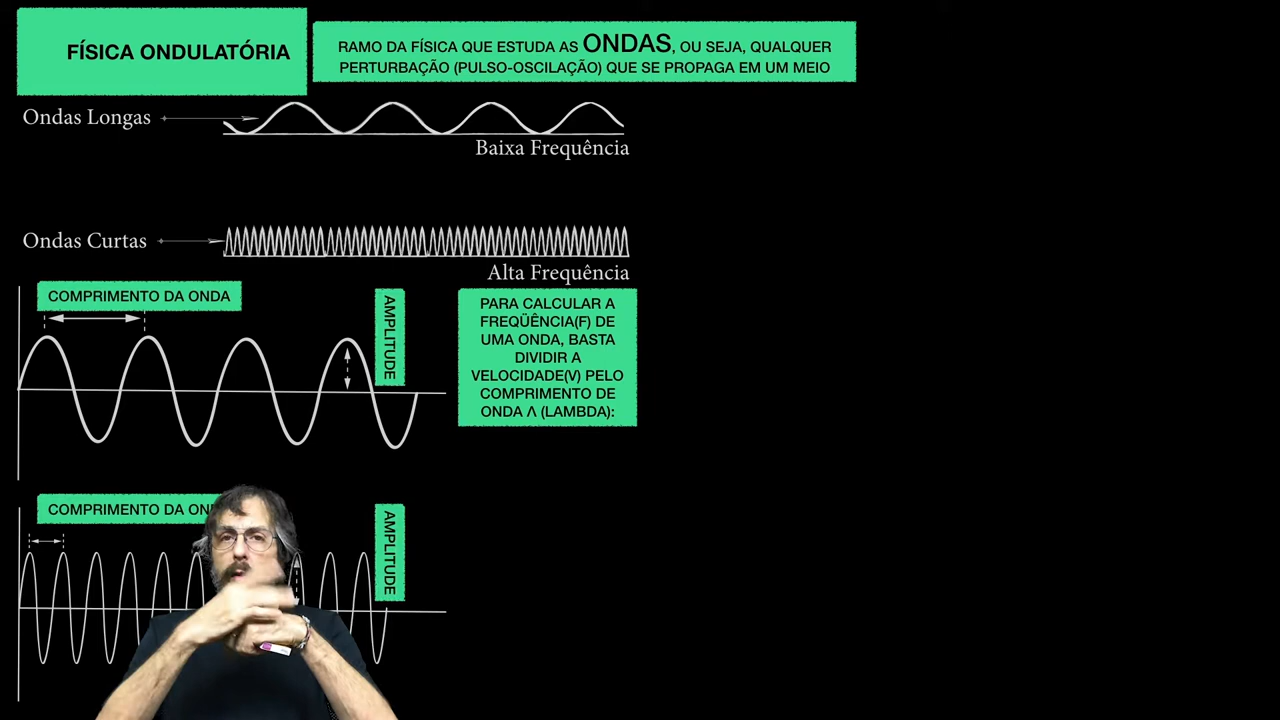 FÍSICA ONDULATÓRIA
RAMO DA FÍSICA QUE ESTUDA AS ONDAS, OU SEJA, QUALQUER
PERTURBAÇÃO (PULSO-OSCILAÇÃO) QUE SE PROPAGA EM UM MEIO
Ondas Longas
Baixa Frequência
Ondas Curtas
Alta Frequência
COMPRIMENTO DA ONDA
AMPLITUDE
PARA CALCULAR A
FREQÜÊNCIA(F) DE
UMA ONDA, BASTA
DIVIDIR A
VELOCIDADE(V) PELO
COMPRIMENTO DE
ONDA Λ (LAMBDA):
COMPRIMENTO DA
AMPLITUDE